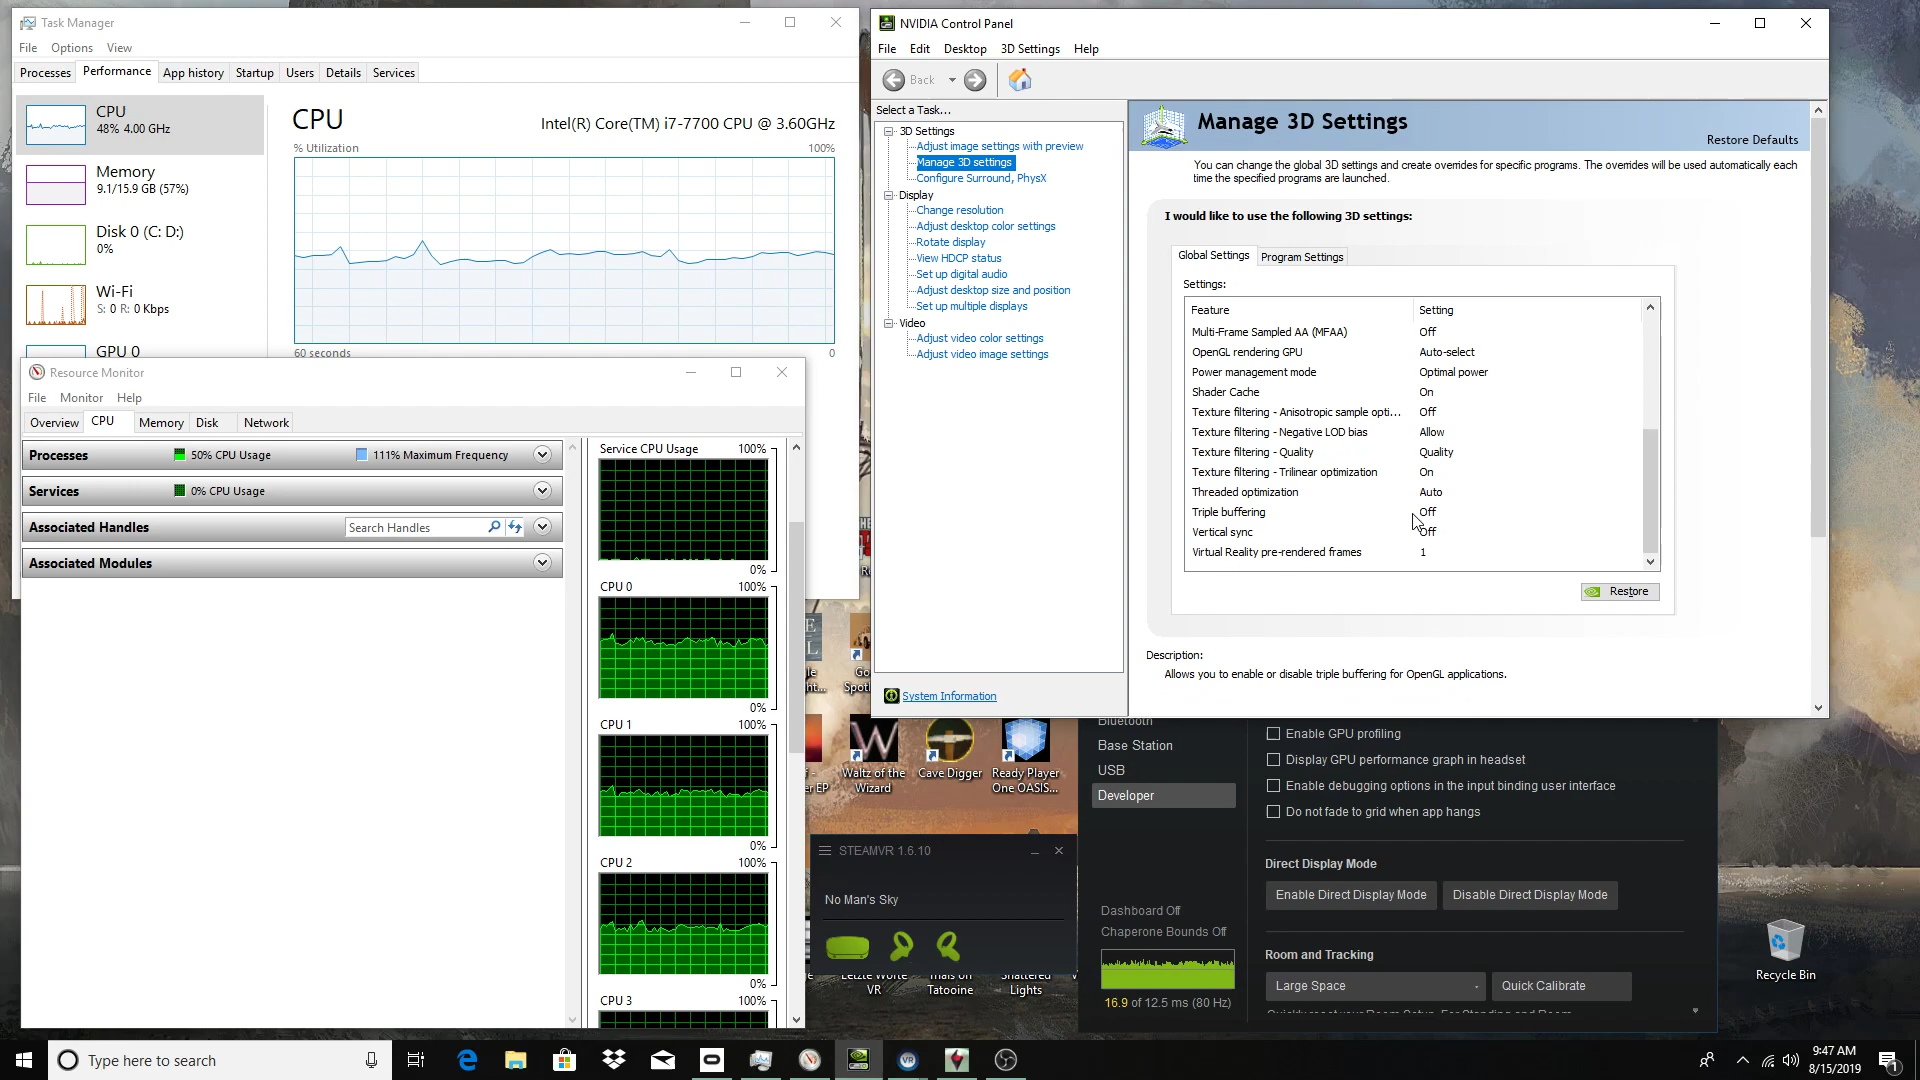 Task Manager
File Options View
Processes Performance App history Startup Users Details Services
CPU
48% 4.00 GHz
Memory
9.1/15.9 GB (57%)
Disk 0 (C: D:)
0%
Wi-Fi
S: 0 R: 0 Kbps
GPU 0
CPU
Intel(R) Core(TM) i7-7700 CPU @ 3.60GHz
% Utilization 100%
60 seconds 0
Resource Monitor
File Monitor Help
Overview CPU Memory Disk Network
Processes 50% CPU Usage 111% Maximum Frequency
Services 0% CPU Usage
Associated Handles Search Handles
Associated Modules
Service CPU Usage 100%
0%
CPU 0 100%
0%
CPU 1 100%
0%
CPU 2 100%
0%
CPU 3 100%
NVIDIA Control Panel
File Edit Desktop 3D Settings Help
Back
Select a Task...
3D Settings
Adjust image settings with preview
Manage 3D settings
Configure Surround, PhysX
Display
Change resolution
Adjust desktop color settings
Rotate display
View HDCP status
Set up digital audio
Adjust desktop size and position
Set up multiple displays
Video
Adjust video color settings
Adjust video image settings
System Information
Manage 3D Settings
Restore Defaults
You can change the global 3D settings and create overrides for specific programs. The overrides will be used automatically each
time the specified programs are launched.
I would like to use the following 3D settings:
Global Settings Program Settings
Settings:
Feature Setting
Multi-Frame Sampled AA (MFAA) Off
OpenGL rendering GPU Auto-select
Power management mode Optimal power
Shader Cache On
Texture filtering - Anisotropic sample opti... Off
Texture filtering - Negative LOD bias Allow
Texture filtering - Quality Quality
Texture filtering - Trilinear optimization On
Threaded optimization Auto
Triple buffering Off
Vertical sync Off
Virtual Reality pre-rendered frames 1
Restore
Description:
Allows you to enable or disable triple buffering for OpenGL applications.
Waltz of the
Wizard
Cave Digger
Ready Player
One OASIS...
er EP
STEAMVR 1.6.10
No Man's Sky
Letzte Worte
VR
Trials on
Tatooine
Shattered
Lights
Bluetooth
Base Station
USB
Developer
Dashboard Off
Chaperone Bounds Off
16.9 of 12.5 ms (80 Hz)
Enable GPU profiling
Display GPU performance graph in headset
Enable debugging options in the input binding user interface
Do not fade to grid when app hangs
Direct Display Mode
Enable Direct Display Mode Disable Direct Display Mode
Room and Tracking
Large Space Quick Calibrate
Recycle Bin
Type here to search
9:47 AM
8/15/2019
1